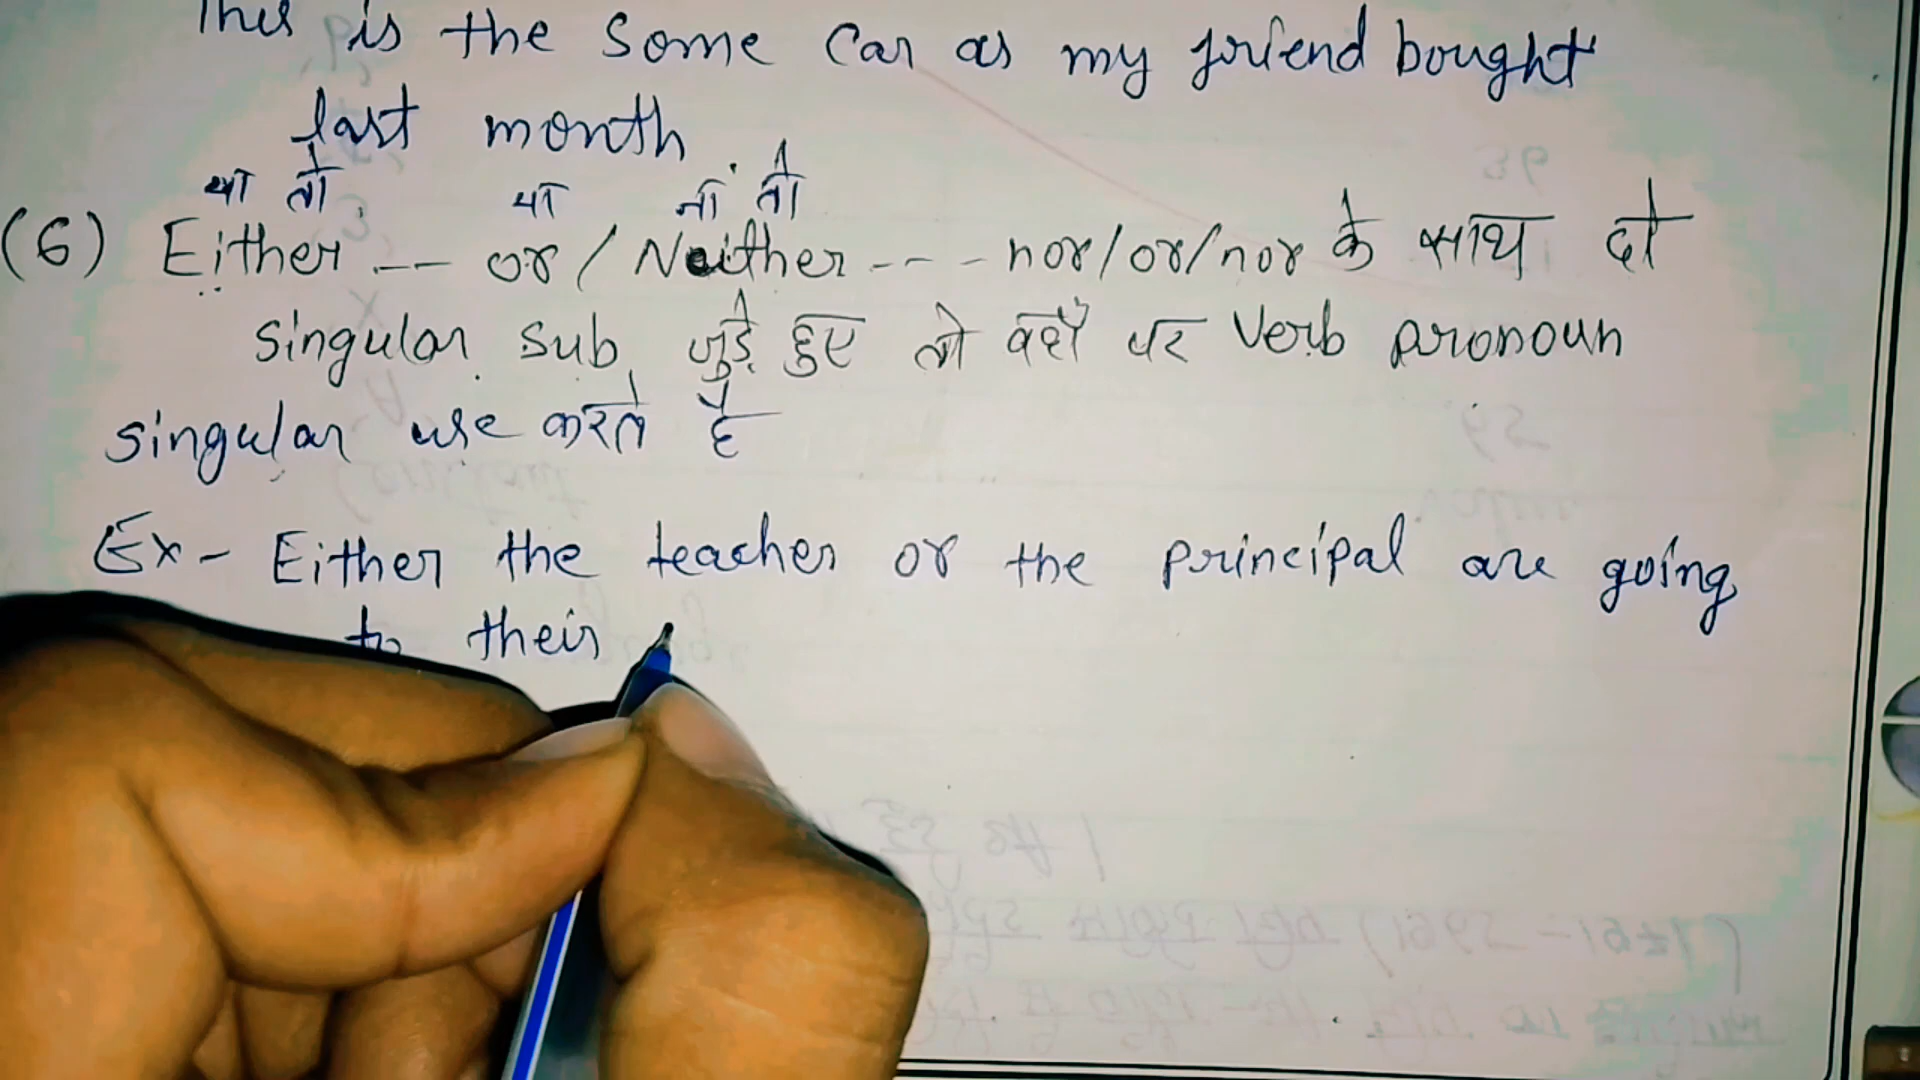 This is the Some Car as my friend bought
last month.
या तो या ना तो
(6) Either --- or / Neither --- nor/or/nor के साथ दो
singular sub जुड़े हुए तो वहाँ पर Verb pronoun
singular use करते है
Ex - Either the teacher or the principal are going
to their